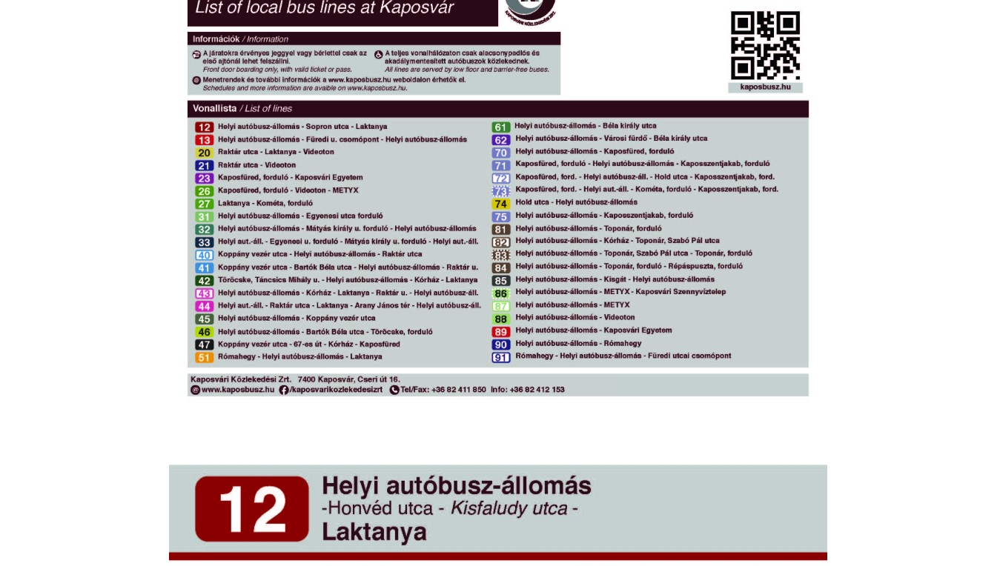 List of local bus lines at Kaposvár
KAPOSVÁRI KÖZLEKEDÉSI ZRT.
Információk / Information
A járatokra érvényes jeggyel vagy bérlettel csak az
első ajtónál lehet felszállni.
Front door boarding only, with valid ticket or pass.
A teljes vonalhálózaton csak alacsonypadlós és
akadálymentesített autóbuszok közlekednek.
All lines are served by low floor and barrier-free buses.
Menetrendek és további információk a www.kaposbusz.hu weboldalon érhetők el.
Schedules and more information are avaible on www.kaposbusz.hu.
kaposbusz.hu
Vonallista / List of lines
12 Helyi autóbusz-állomás - Sopron utca - Laktanya
13 Helyi autóbusz-állomás - Füredi u. csomópont - Helyi autóbusz-állomás
20 Raktár utca - Laktanya - Videoton
21 Raktár utca - Videoton
23 Kaposfüred, forduló - Kaposvári Egyetem
26 Kaposfüred, forduló - Videoton - METYX
27 Laktanya - Kométa, forduló
31 Helyi autóbusz-állomás - Egyenesi utca forduló
32 Helyi autóbusz-állomás - Mátyás király u. forduló - Helyi autóbusz-állomás
33 Helyi aut.-áll. - Egyenesi u. forduló - Mátyás király u. forduló - Helyi aut.-áll.
40 Koppány vezér utca - Helyi autóbusz-állomás - Raktár utca
41 Koppány vezér utca - Bartók Béla utca - Helyi autóbusz-állomás - Raktár u.
42 Töröcske, Táncsics Mihály u. - Helyi autóbusz-állomás - Kórház - Laktanya
43 Helyi autóbusz-állomás - Kórház - Laktanya - Raktár u. - Helyi autóbusz-áll.
44 Helyi aut.-áll. - Raktár utca - Laktanya - Arany János tér - Helyi autóbusz-áll.
45 Helyi autóbusz-állomás - Koppány vezér utca
46 Helyi autóbusz-állomás - Bartók Béla utca - Töröcske, forduló
47 Koppány vezér utca - 67-es út - Kórház - Kaposfüred
51 Rómahegy - Helyi autóbusz-állomás - Laktanya
61 Helyi autóbusz-állomás - Béla király utca
62 Helyi autóbusz-állomás - Városi fürdő - Béla király utca
70 Helyi autóbusz-állomás - Kaposfüred, forduló
71 Kaposfüred, forduló - Helyi autóbusz-állomás - Kaposszentjakab, forduló
72 Kaposfüred, ford. - Helyi autóbusz-áll. - Hold utca - Kaposszentjakab, ford.
73 Kaposfüred, ford. - Helyi aut.-áll. - Kométa, forduló - Kaposszentjakab, ford.
74 Hold utca - Helyi autóbusz-állomás
75 Helyi autóbusz-állomás - Kaposszentjakab, forduló
81 Helyi autóbusz-állomás - Toponár, forduló
82 Helyi autóbusz-állomás - Kórház - Toponár, Szabó Pál utca
83 Helyi autóbusz-állomás - Toponár, Szabó Pál utca - Toponár, forduló
84 Helyi autóbusz-állomás - Toponár, forduló - Répáspuszta, forduló
85 Helyi autóbusz-állomás - Kisgát - Helyi autóbusz-állomás
86 Helyi autóbusz-állomás - METYX - Kaposvári Szennyvíztelep
87 Helyi autóbusz-állomás - METYX
88 Helyi autóbusz-állomás - Videoton
89 Helyi autóbusz-állomás - Kaposvári Egyetem
90 Helyi autóbusz-állomás - Rómahegy
91 Rómahegy - Helyi autóbusz-állomás - Füredi utcai csomópont
Kaposvári Közlekedési Zrt. 7400 Kaposvár, Cseri út 16.
www.kaposbusz.hu /kaposvarikozlekedesizrt Tel/Fax: +36 82 411 850 Info: +36 82 412 153
12 Helyi autóbusz-állomás
-Honvéd utca - Kisfaludy utca -
Laktanya